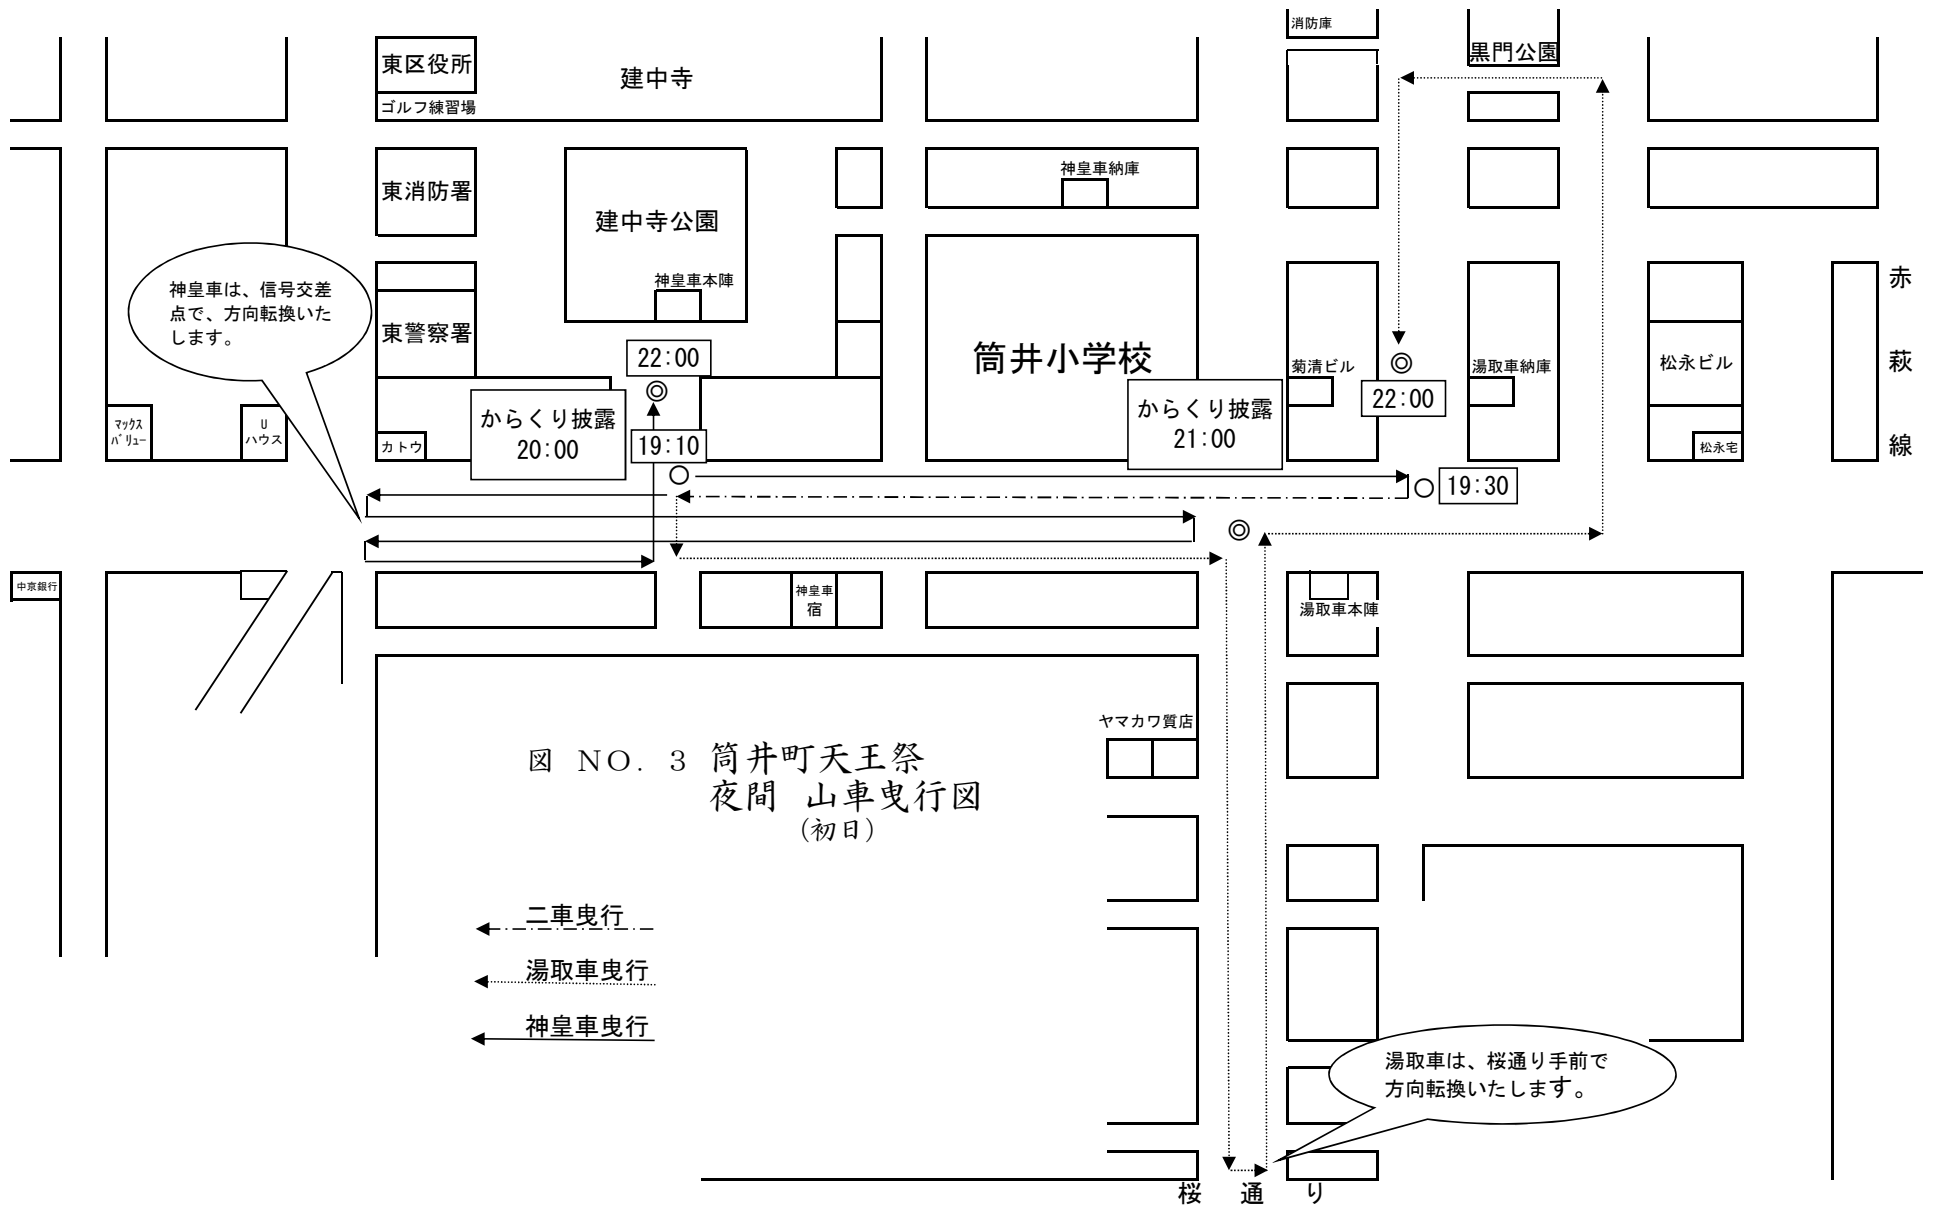 消防庫
黒門公園
東区役所
建中寺
ゴルフ練習場
東消防署
神皇車納庫
建中寺公園
赤
萩
線
神皇車は、信号交差
点で、方向転換いた
します。
神皇車本陣
東警察署
22:00
筒井小学校
菊清ビル
湯取車納庫
松永ビル
22:00
からくり披露
20:00
からくり披露
21:00
マックス
バリュー
U
ハウス
カトウ
19:10
松永宅
19:30
中京銀行
神皇車
宿
湯取車本陣
ヤマカワ質店
図 NO. 3 筒井町天王祭
夜間 山車曳行図
(初日)
二車曳行
湯取車曳行
神皇車曳行
湯取車は、桜通り手前で
方向転換いたします。
桜 通 り